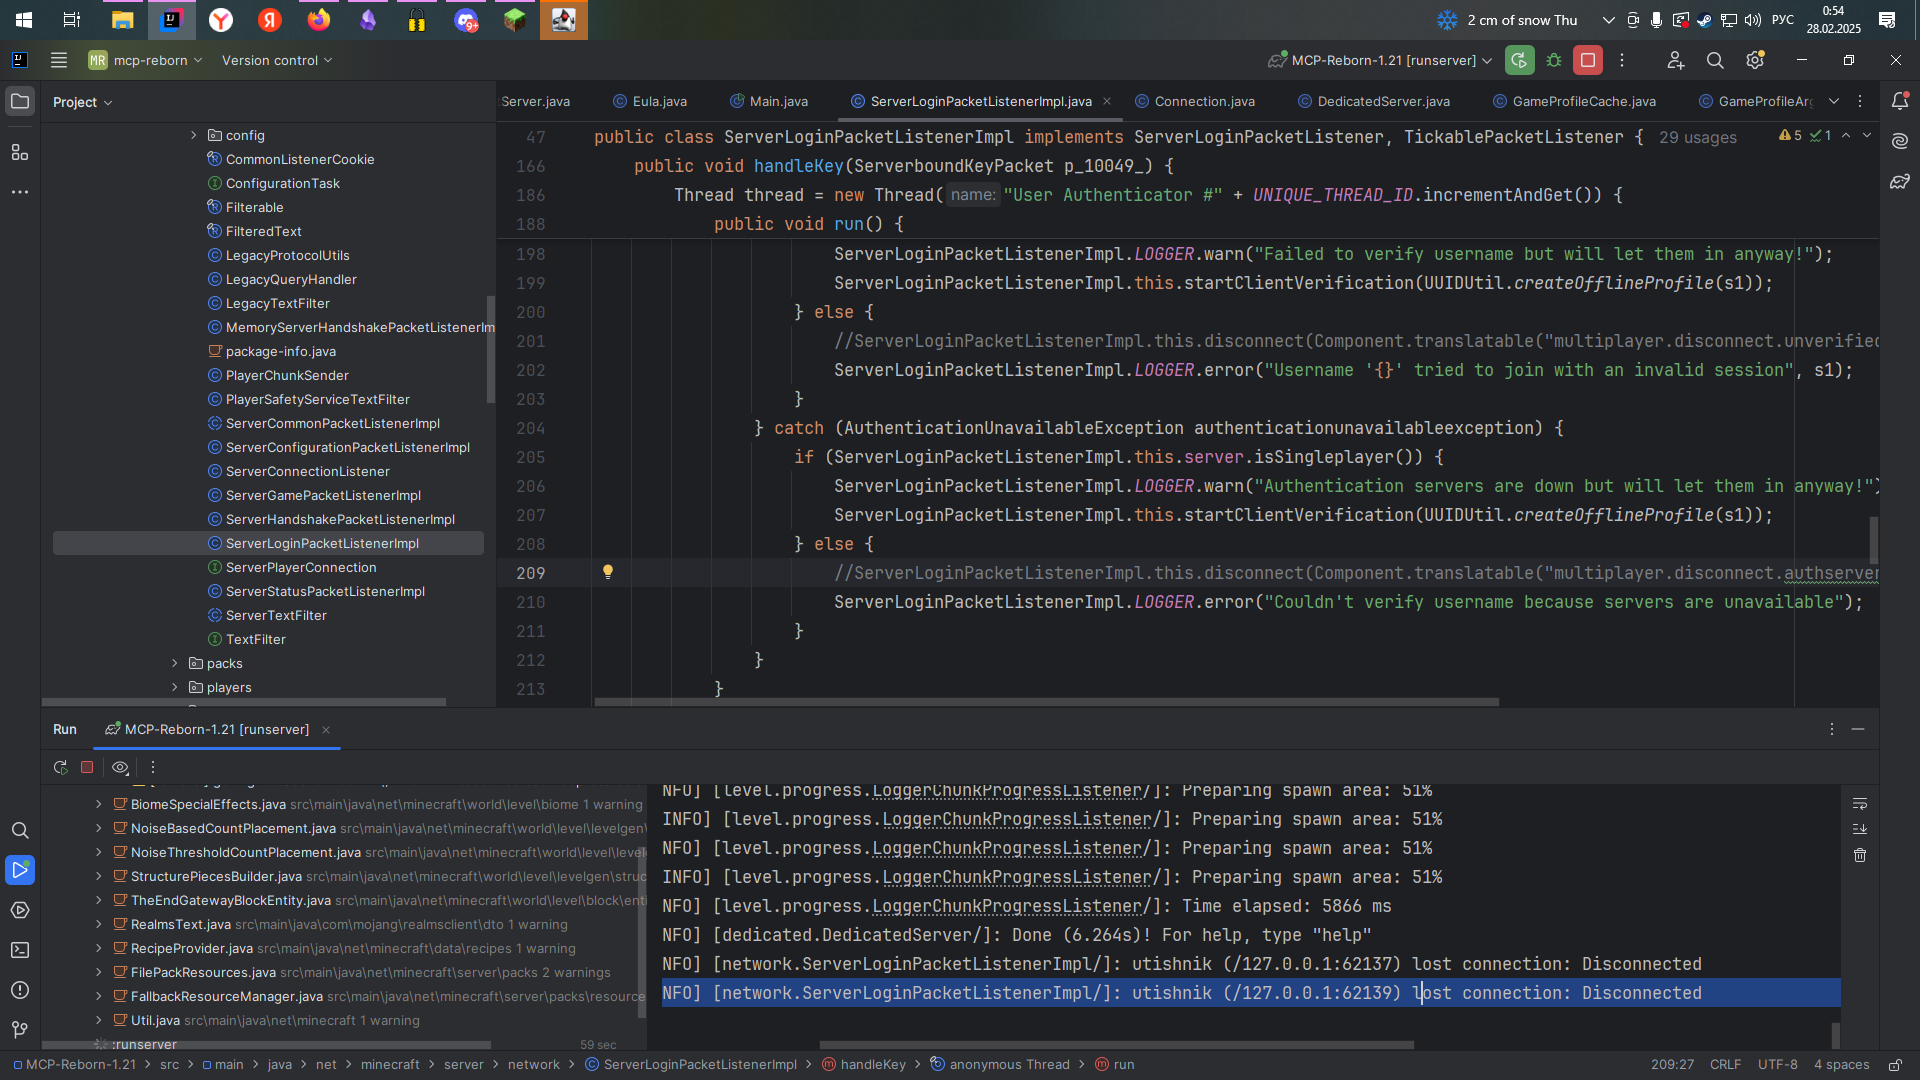 2 cm of snow Thu
РУС
0:54
28.02.2025
9+
MR mcp-reborn
Version control
MCP-Reborn-1.21 [runserver]
Project
Server.java
Eula.java
Main.java
ServerLoginPacketListenerImpl.java
Connection.java
DedicatedServer.java
GameProfileCache.java
GameProfileArg
config
CommonListenerCookie
ConfigurationTask
Filterable
FilteredText
LegacyProtocolUtils
LegacyQueryHandler
LegacyTextFilter
MemoryServerHandshakePacketListenerIm
package-info.java
PlayerChunkSender
PlayerSafetyServiceTextFilter
ServerCommonPacketListenerImpl
ServerConfigurationPacketListenerImpl
ServerConnectionListener
ServerGamePacketListenerImpl
ServerHandshakePacketListenerImpl
ServerLoginPacketListenerImpl
ServerPlayerConnection
ServerStatusPacketListenerImpl
ServerTextFilter
TextFilter
packs
players
47 public class ServerLoginPacketListenerImpl implements ServerLoginPacketListener, TickablePacketListener { 29 usages
5 1
166 public void handleKey(ServerboundKeyPacket p_10049_) {
186 Thread thread = new Thread( name: "User Authenticator #" + UNIQUE_THREAD_ID.incrementAndGet()) {
188 public void run() {
198 ServerLoginPacketListenerImpl.LOGGER.warn("Failed to verify username but will let them in anyway!");
199 ServerLoginPacketListenerImpl.this.startClientVerification(UUIDUtil.createOfflineProfile(s1));
200 } else {
201 //ServerLoginPacketListenerImpl.this.disconnect(Component.translatable("multiplayer.disconnect.unverified
202 ServerLoginPacketListenerImpl.LOGGER.error("Username '{}' tried to join with an invalid session", s1);
203 }
204 } catch (AuthenticationUnavailableException authenticationunavailableexception) {
205 if (ServerLoginPacketListenerImpl.this.server.isSingleplayer()) {
206 ServerLoginPacketListenerImpl.LOGGER.warn("Authentication servers are down but will let them in anyway!")
207 ServerLoginPacketListenerImpl.this.startClientVerification(UUIDUtil.createOfflineProfile(s1));
208 } else {
209 //ServerLoginPacketListenerImpl.this.disconnect(Component.translatable("multiplayer.disconnect.authserver
210 ServerLoginPacketListenerImpl.LOGGER.error("Couldn't verify username because servers are unavailable");
211 }
212 }
213 }
Run
MCP-Reborn-1.21 [runserver]
BiomeSpecialEffects.java src\main\java\net\minecraft\world\level\biome 1 warning
NoiseBasedCountPlacement.java src\main\java\net\minecraft\world\level\levelgen\
NoiseThresholdCountPlacement.java src\main\java\net\minecraft\world\level\level
StructurePiecesBuilder.java src\main\java\net\minecraft\world\level\levelgen\struc
TheEndGatewayBlockEntity.java src\main\java\net\minecraft\world\level\block\enti
RealmsText.java src\main\java\com\mojang\realmsclient\dto 1 warning
RecipeProvider.java src\main\java\net\minecraft\data\recipes 1 warning
FilePackResources.java src\main\java\net\minecraft\server\packs 2 warnings
FallbackResourceManager.java src\main\java\net\minecraft\server\packs\resource
Util.java src\main\java\net\minecraft 1 warning
:runserver 59 sec
NFO] [level.progress.LoggerChunkProgressListener/]: Preparing spawn area: 51%
INFO] [level.progress.LoggerChunkProgressListener/]: Preparing spawn area: 51%
NFO] [level.progress.LoggerChunkProgressListener/]: Preparing spawn area: 51%
INFO] [level.progress.LoggerChunkProgressListener/]: Preparing spawn area: 51%
NFO] [level.progress.LoggerChunkProgressListener/]: Time elapsed: 5866 ms
NFO] [dedicated.DedicatedServer/]: Done (6.264s)! For help, type "help"
NFO] [network.ServerLoginPacketListenerImpl/]: utishnik (/127.0.0.1:62137) lost connection: Disconnected
NFO] [network.ServerLoginPacketListenerImpl/]: utishnik (/127.0.0.1:62139) lost connection: Disconnected
MCP-Reborn-1.21 > src > main > java > net > minecraft > server > network > ServerLoginPacketListenerImpl > handleKey > anonymous Thread > run
209:27 CRLF UTF-8 4 spaces